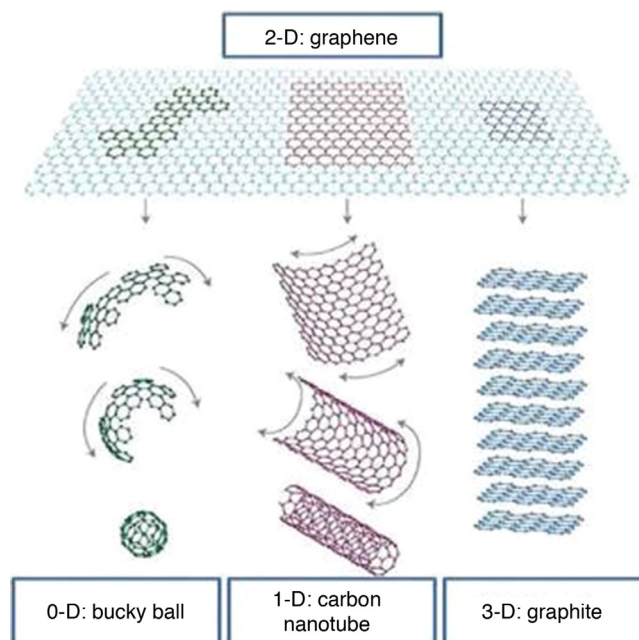 2-D: graphene
0-D: bucky ball
1-D: carbon
nanotube
3-D: graphite